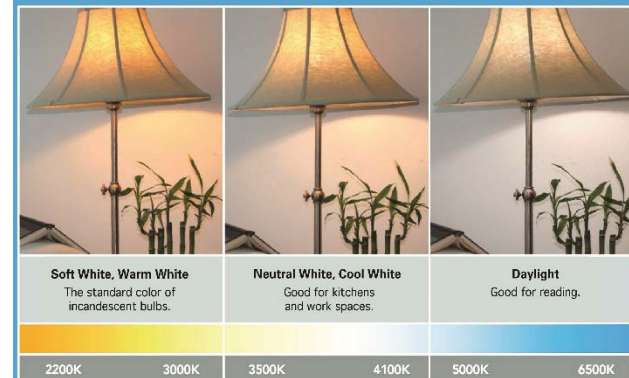 Soft White, Warm White
The standard color of
incandescent bulbs.
Neutral White, Cool White
Good for kitchens
and work spaces.
Daylight
Good for reading.
2200K 3000K 3500K 4100K 5000K 6500K